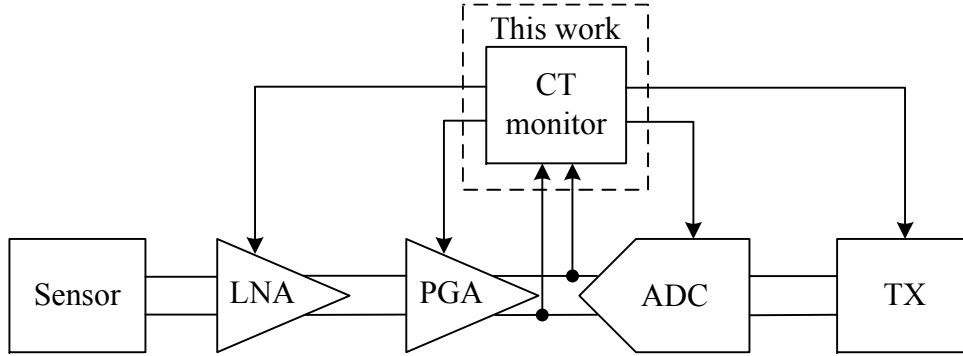 This work
CT
monitor
Sensor
LNA
PGA
ADC
TX